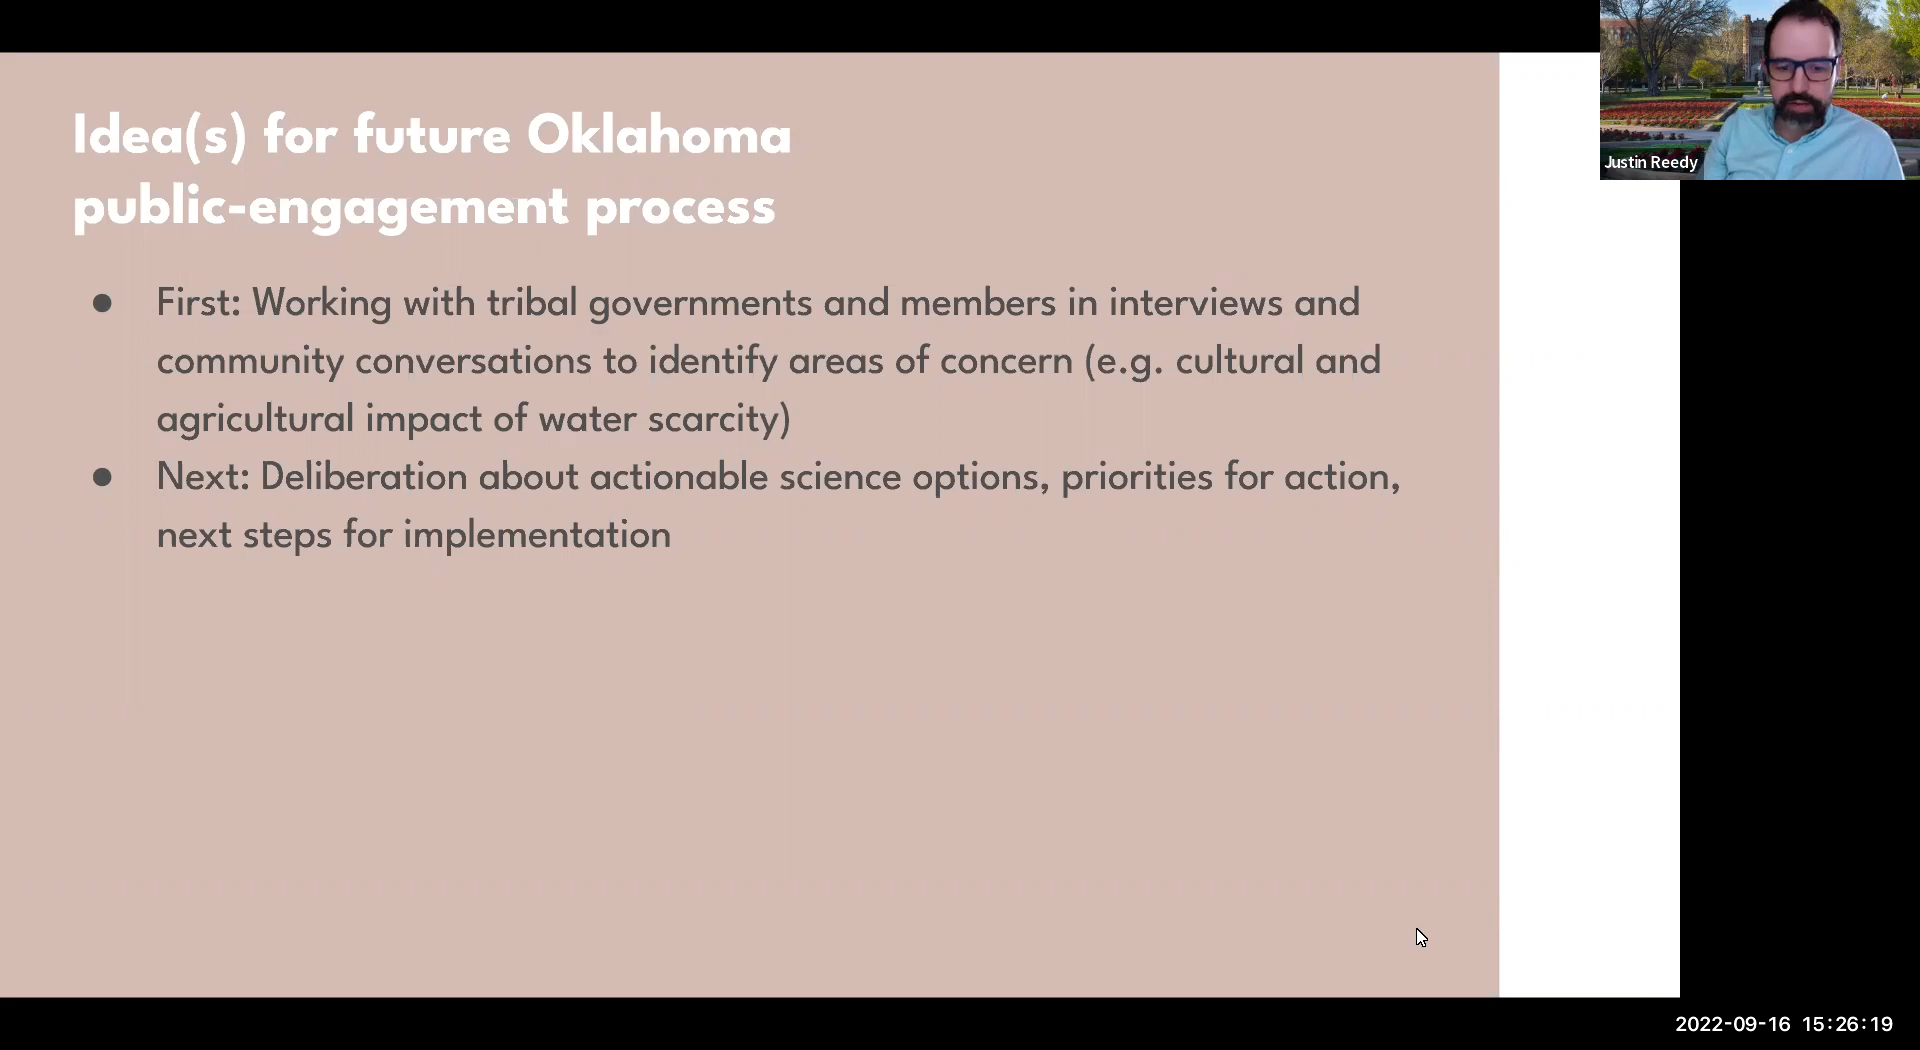 Idea(s) for future Oklahoma
public-engagement process
● First: Working with tribal governments and members in interviews and
community conversations to identify areas of concern (e.g. cultural and
agricultural impact of water scarcity)
● Next: Deliberation about actionable science options, priorities for action,
next steps for implementation
Justin Reedy
2022-09-16 15:26:19